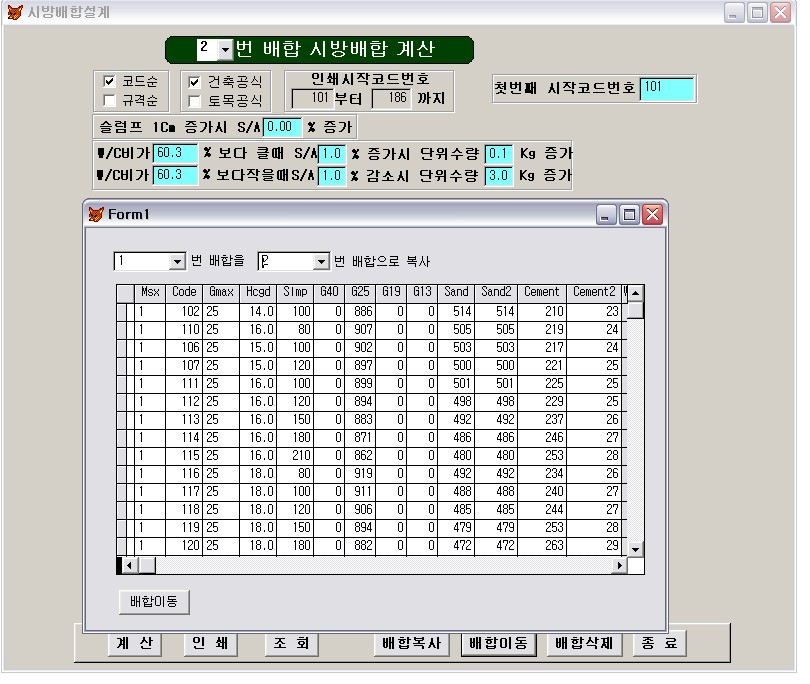 시방배합설계
2 번 배합 시방배합 계산
코드순 건축공식 인쇄시작코드번호
규격순 토목공식 101 부터 186 까지
첫번째 시작코드번호 101
슬럼프 1Cm 증가시 S/A 0.00 % 증가
W/C비가 60.3 % 보다 클때 S/A 1.0 % 증가시 단위수량 0.1 Kg 증가
W/C비가 60.3 % 보다작을때S/A 1.0 % 감소시 단위수량 3.0 Kg 증가
Form1
1 번 배합을 2 번 배합으로 복사
Msx Code Gmax Hcgd Slmp G40 G25 G19 G13 Sand Sand2 Cement Cement2
1 102 25 14.0 100 0 886 0 0 514 514 210 23
1 110 25 16.0 80 0 907 0 0 505 505 219 24
1 106 25 15.0 100 0 902 0 0 503 503 217 24
1 107 25 15.0 120 0 897 0 0 500 500 221 25
1 111 25 16.0 100 0 899 0 0 501 501 225 25
1 112 25 16.0 120 0 894 0 0 498 498 229 25
1 113 25 16.0 150 0 883 0 0 492 492 237 26
1 114 25 16.0 180 0 871 0 0 486 486 246 27
1 115 25 16.0 210 0 862 0 0 480 480 253 28
1 116 25 18.0 80 0 919 0 0 492 492 234 26
1 117 25 18.0 100 0 911 0 0 488 488 240 27
1 118 25 18.0 120 0 906 0 0 485 485 244 27
1 119 25 18.0 150 0 894 0 0 479 479 253 28
1 120 25 18.0 180 0 882 0 0 472 472 263 29
배합이동
계 산 인 쇄 조 회 배합복사 배합이동 배합삭제 종 료